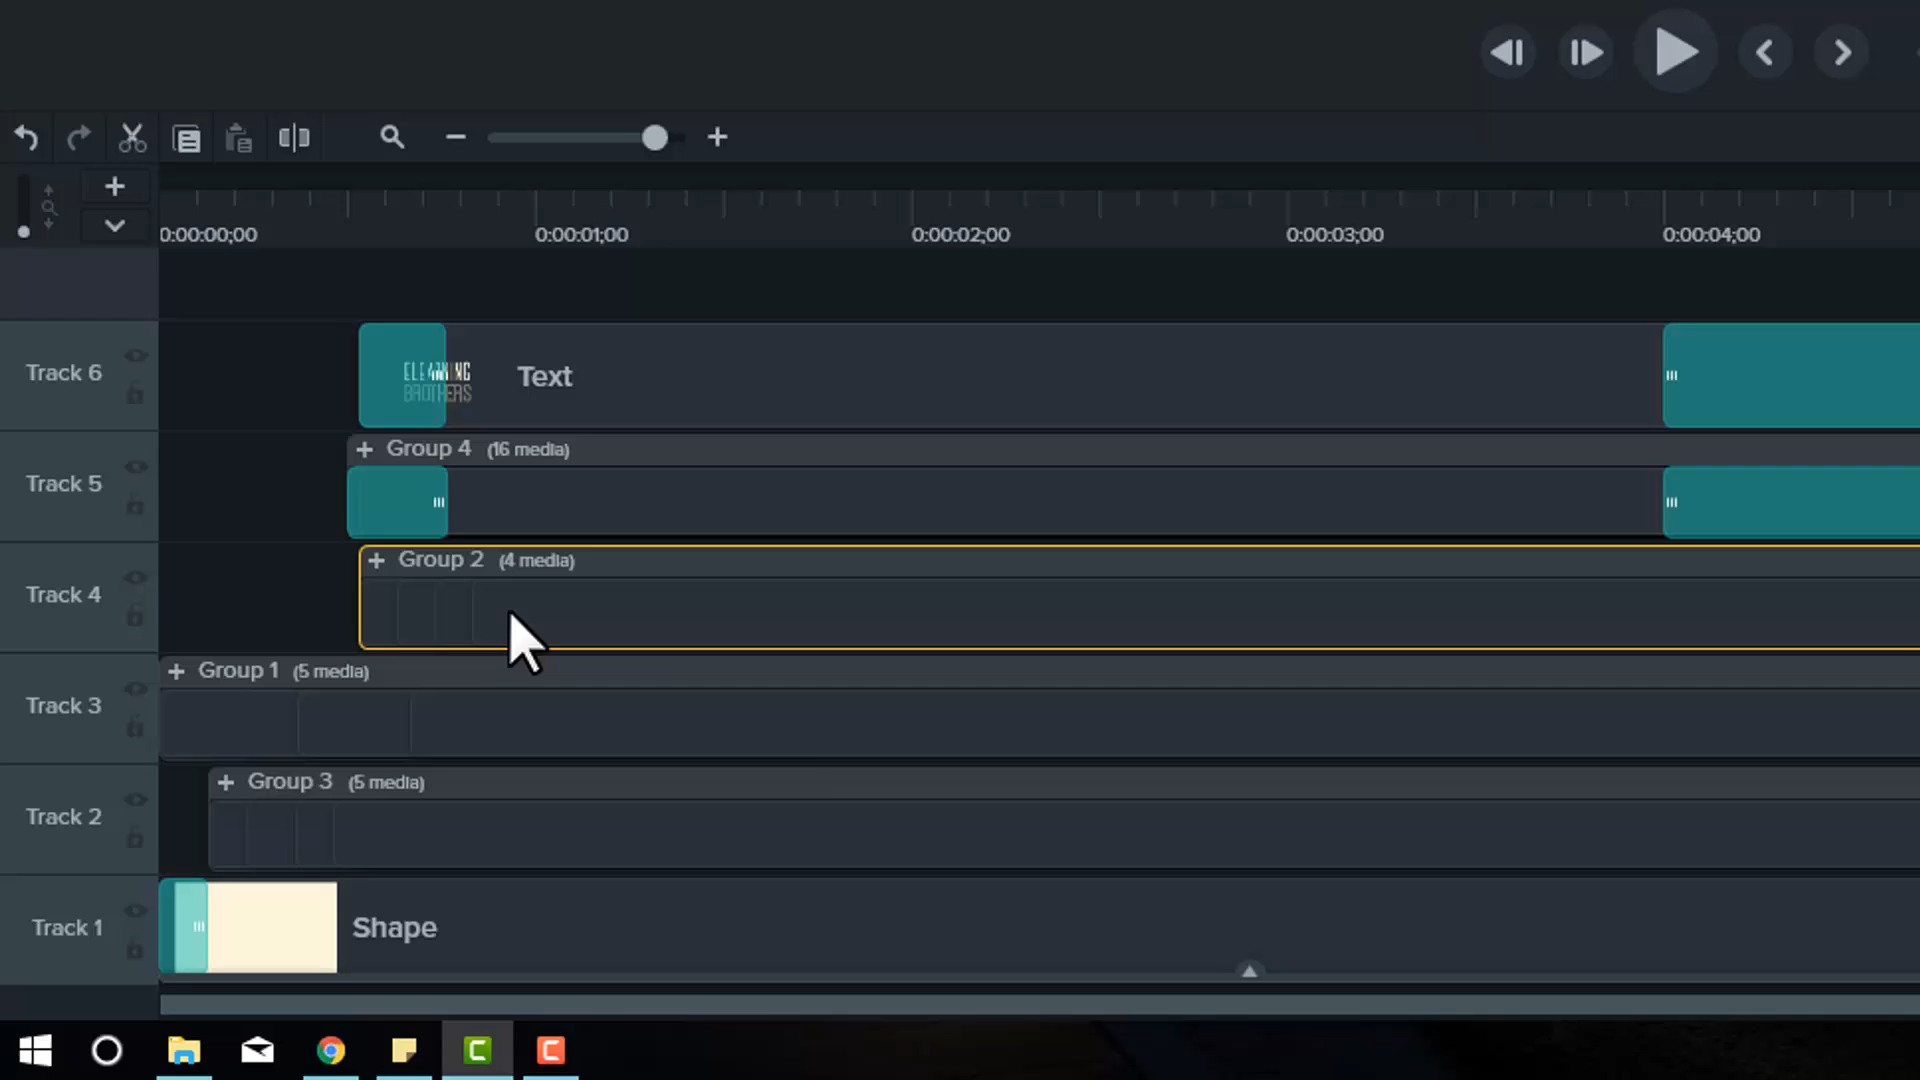 0:00:00;00
0:00:01;00
0:00:02;00
0:00:03;00
0:00:04;00
Track 6
ELEARNING
BROTHERS
Text
Track 5
Group 4 (16 media)
Track 4
Group 2 (4 media)
Track 3
Group 1 (5 media)
Track 2
Group 3 (5 media)
Track 1
Shape